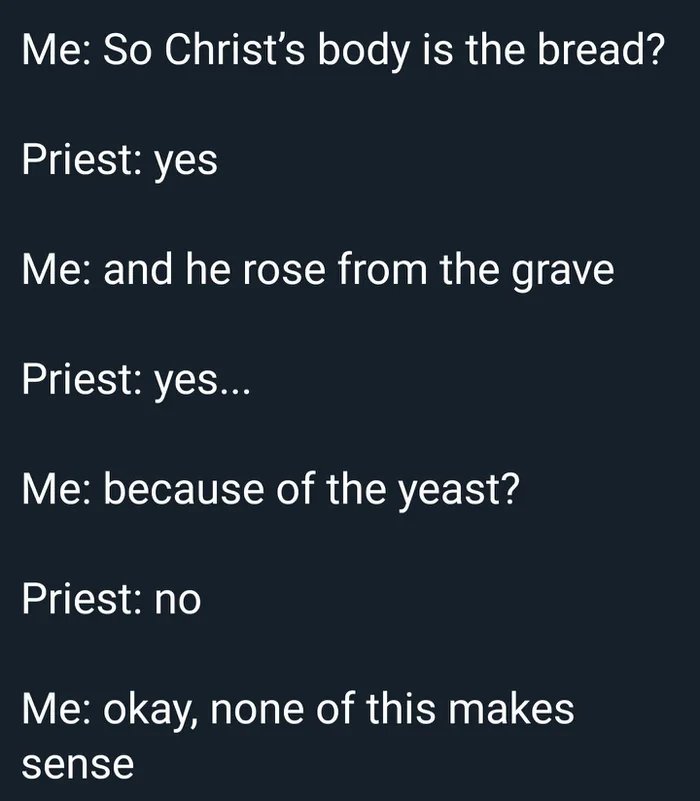 Me: So Christ’s body is the bread?
Priest: yes
Me: and he rose from the grave
Priest: yes...
Me: because of the yeast?
Priest: no
Me: okay, none of this makes
sense